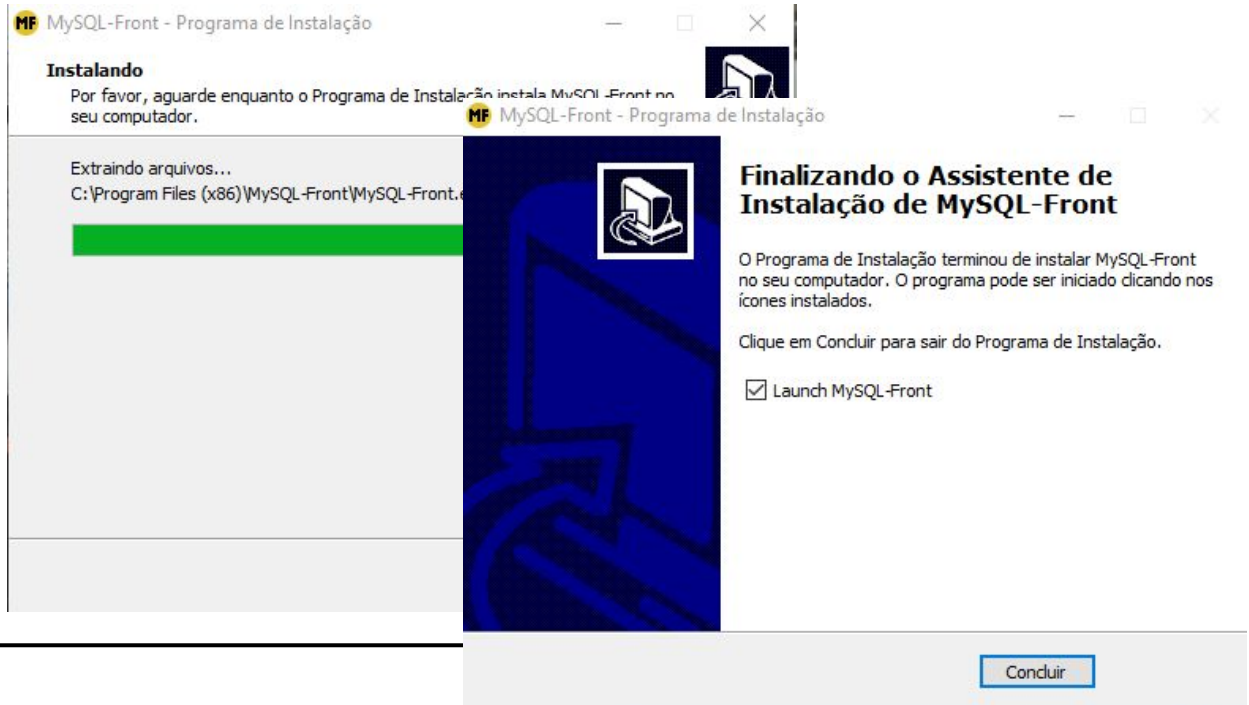 MF MySQL-Front - Programa de Instalação
Instalando
Por favor, aguarde enquanto o Programa de Instalação instala MySQL-Front no
seu computador.
Extraindo arquivos...
C:\Program Files (x86)\MySQL-Front\MySQL-Front.e
MF MySQL-Front - Programa de Instalação
Finalizando o Assistente de
Instalação de MySQL-Front
O Programa de Instalação terminou de instalar MySQL-Front
no seu computador. O programa pode ser iniciado clicando nos
ícones instalados.
Clique em Concluir para sair do Programa de Instalação.
Launch MySQL-Front
Concluir